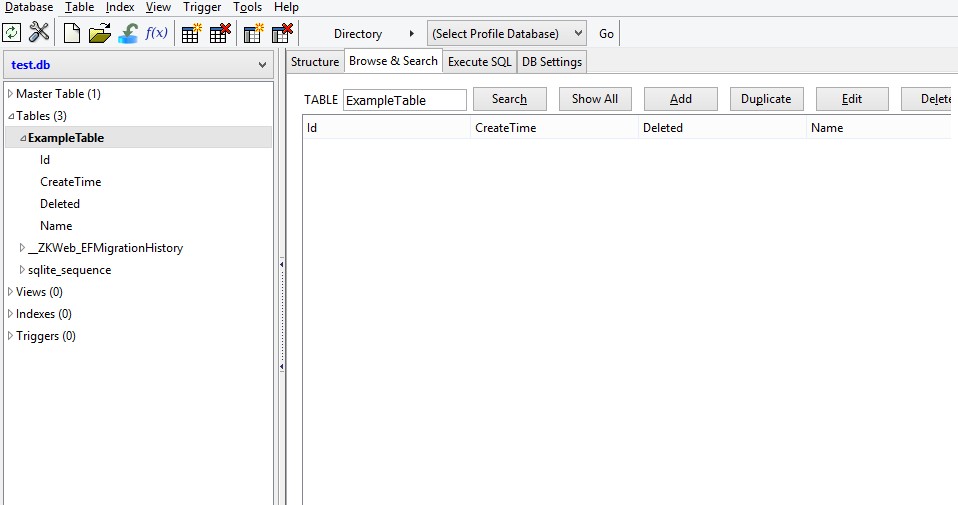 Database Table Index View Trigger Tools Help
f(x) Directory (Select Profile Database) Go
test.db
Structure Browse & Search Execute SQL DB Settings
Master Table (1)
Tables (3)
ExampleTable
Id
CreateTime
Deleted
Name
__ZKWeb_EFMigrationHistory
sqlite_sequence
Views (0)
Indexes (0)
Triggers (0)
TABLE ExampleTable Search Show All Add Duplicate Edit Delete
Id CreateTime Deleted Name